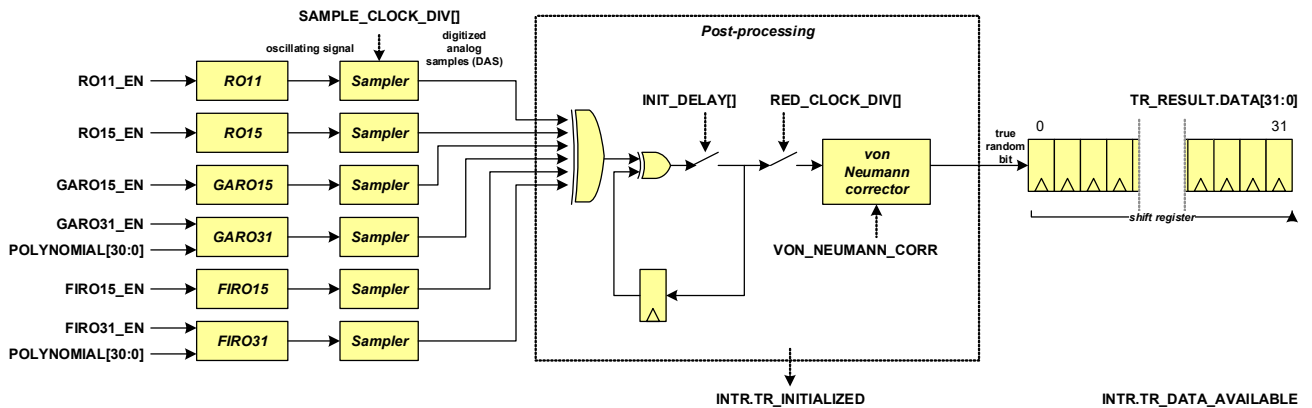 SAMPLE_CLOCK_DIV[]
oscillating signal
digitized
analog
samples (DAS)
RO11_EN
RO11
Sampler
RO15_EN
RO15
Sampler
GARO15_EN
GARO15
Sampler
GARO31_EN
POLYNOMIAL[30:0]
GARO31
Sampler
FIRO15_EN
FIRO15
Sampler
FIRO31_EN
POLYNOMIAL[30:0]
FIRO31
Sampler
Post-processing
INIT_DELAY[]
RED_CLOCK_DIV[]
von
Neumann
corrector
VON_NEUMANN_CORR
INTR.TR_INITIALIZED
true
random
bit
TR_RESULT.DATA[31:0]
0
31
shift register
INTR.TR_DATA_AVAILABLE